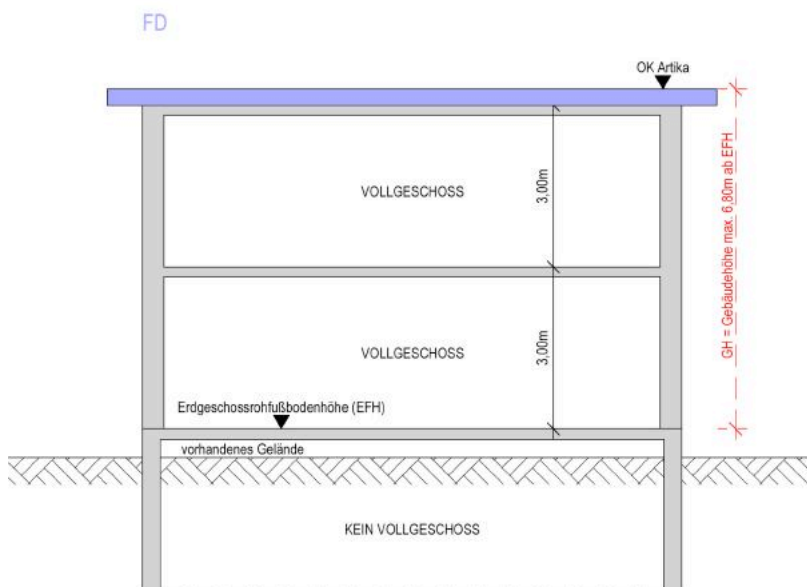 FD
OK Artika
VOLLGESCHOSS
3,00m
GH = Gebäudehöhe max. 6,80m ab EFH
VOLLGESCHOSS
3,00m
Erdgeschossrohfußbodenhöhe (EFH)
vorhandenes Gelände
KEIN VOLLGESCHOSS